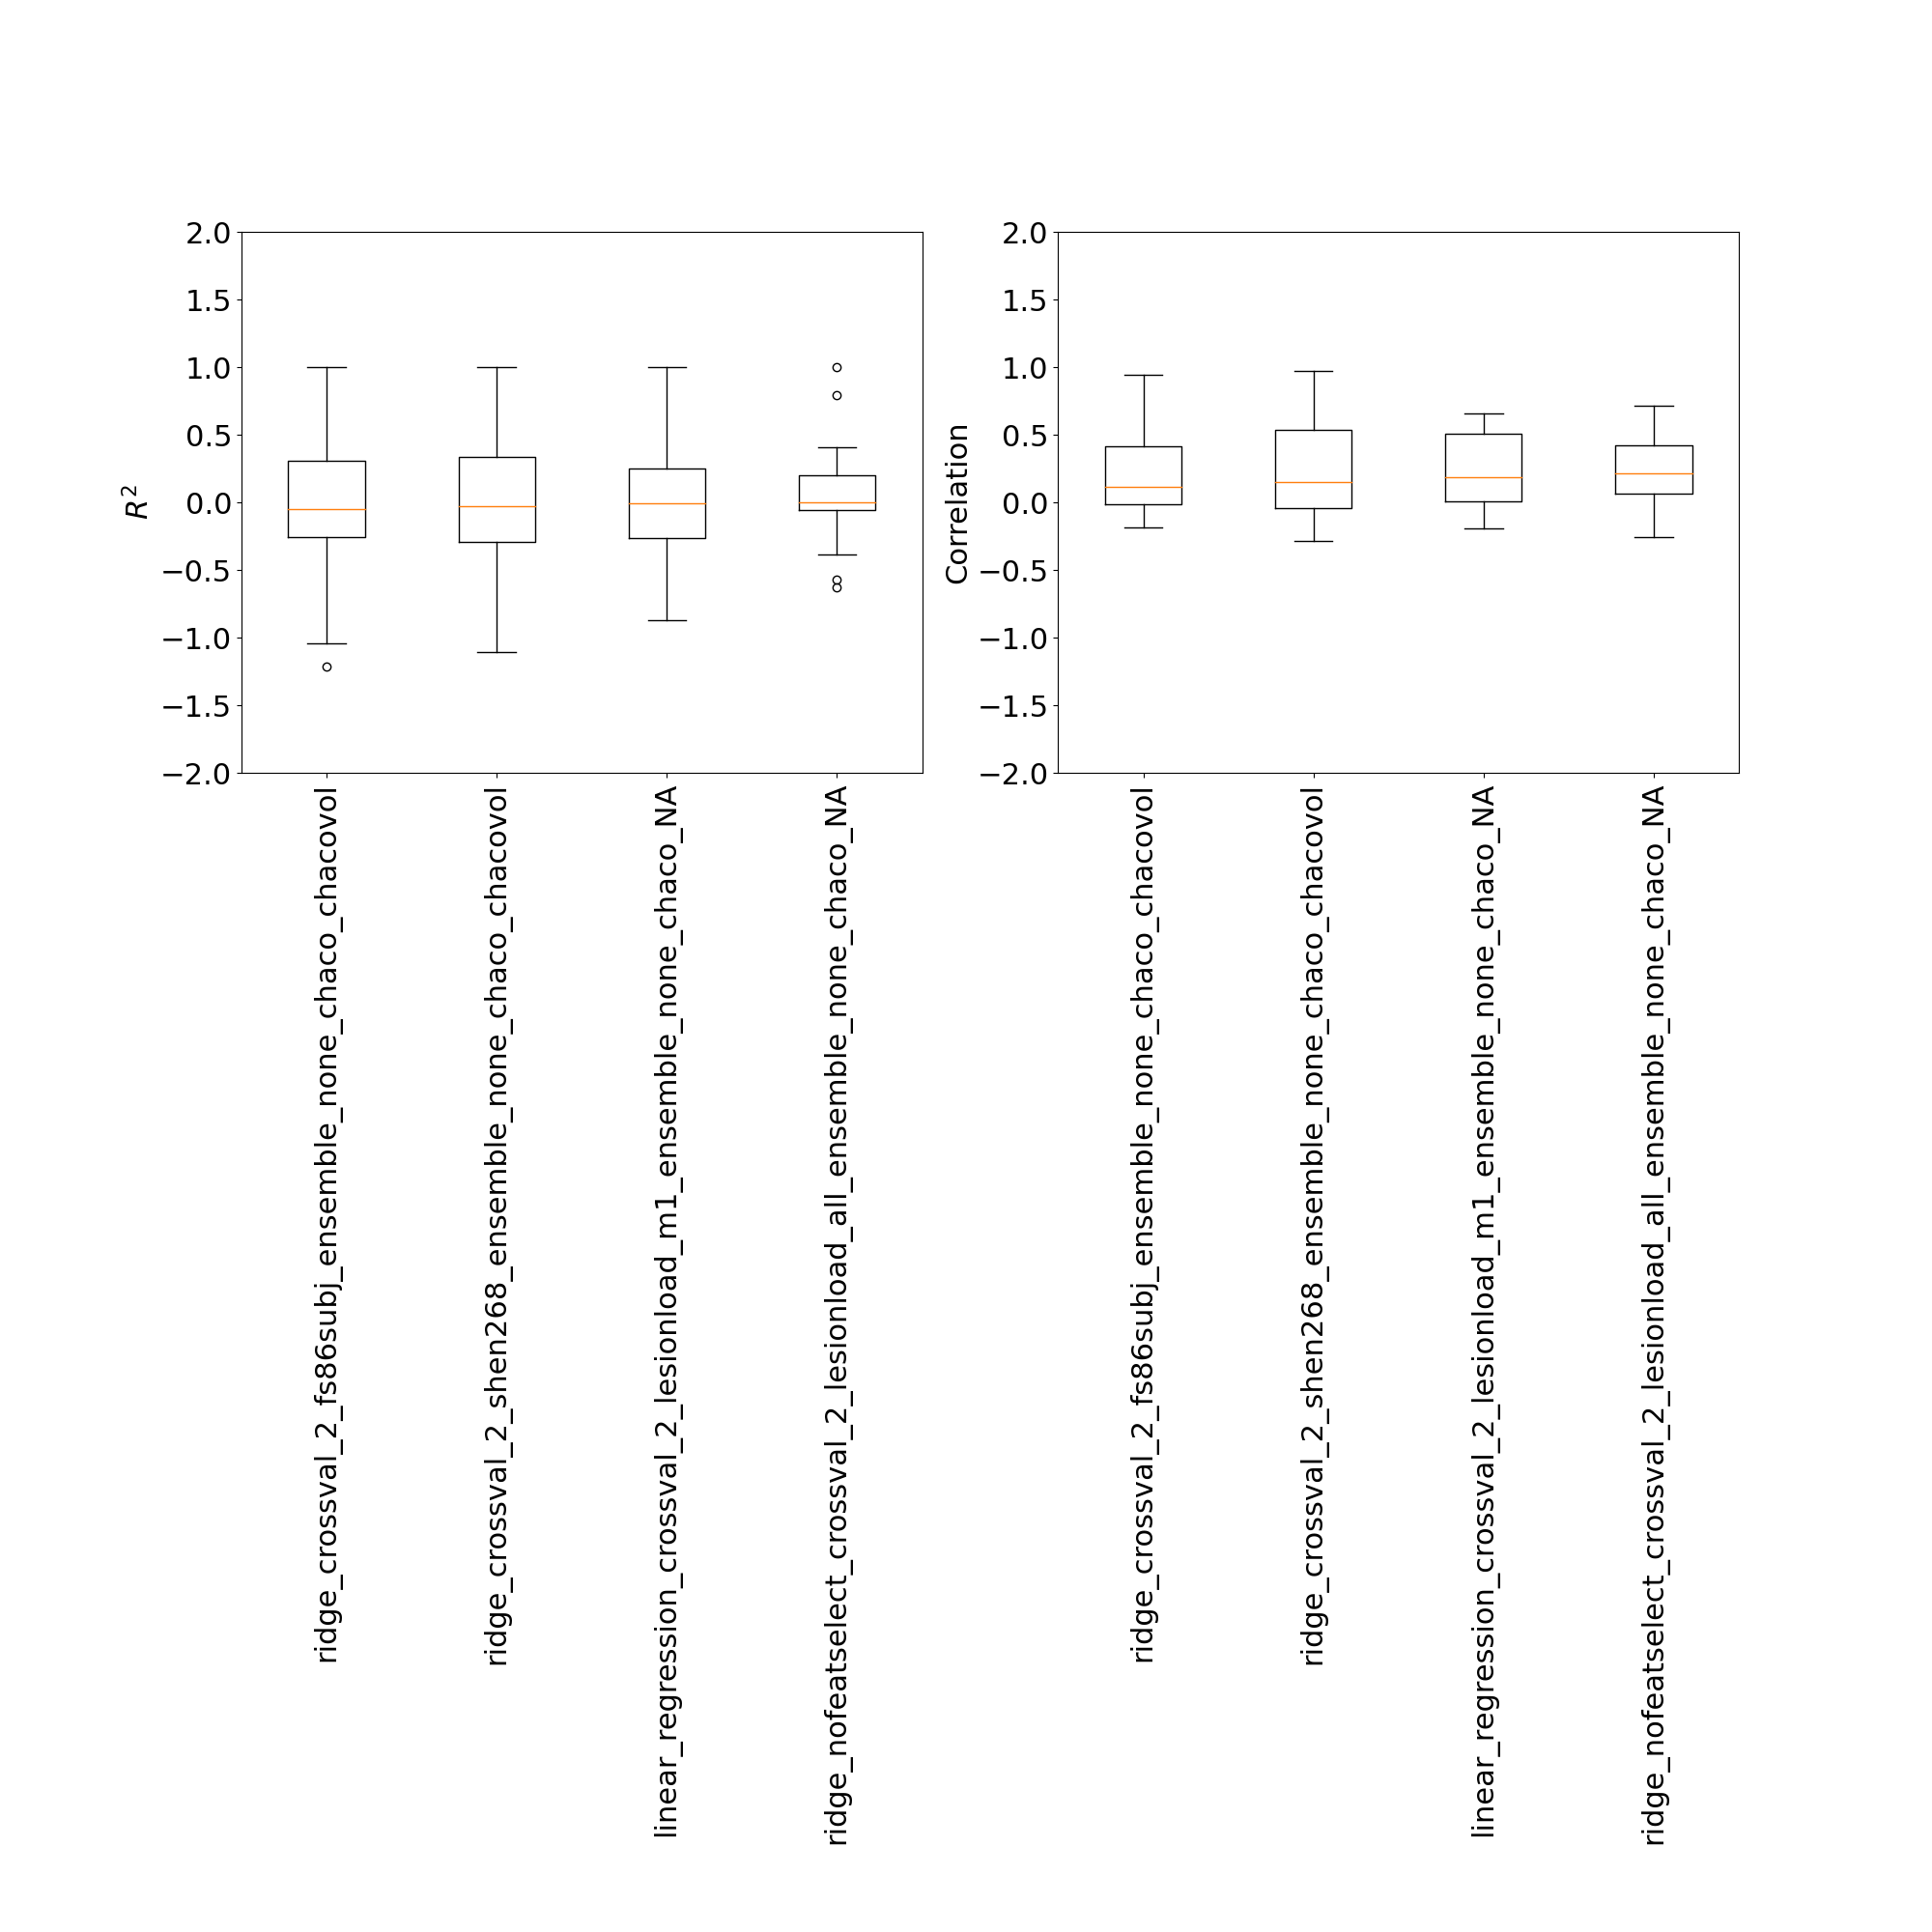 R²
2.0
1.5
1.0
0.5
0.0
−0.5
−1.0
−1.5
−2.0
ridge_crossval_2_fs86subj_ensemble_none_chaco_chacovol
ridge_crossval_2_shen268_ensemble_none_chaco_chacovol
linear_regression_crossval_2_lesionload_m1_ensemble_none_chaco_NA
ridge_nofeatselect_crossval_2_lesionload_all_ensemble_none_chaco_NA
Correlation
2.0
1.5
1.0
0.5
0.0
−0.5
−1.0
−1.5
−2.0
ridge_crossval_2_fs86subj_ensemble_none_chaco_chacovol
ridge_crossval_2_shen268_ensemble_none_chaco_chacovol
linear_regression_crossval_2_lesionload_m1_ensemble_none_chaco_NA
ridge_nofeatselect_crossval_2_lesionload_all_ensemble_none_chaco_NA